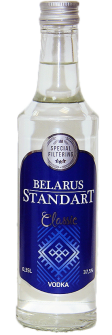 SPECIAL
FILTERING
BELARUS
STANDART
Classic
VODKA